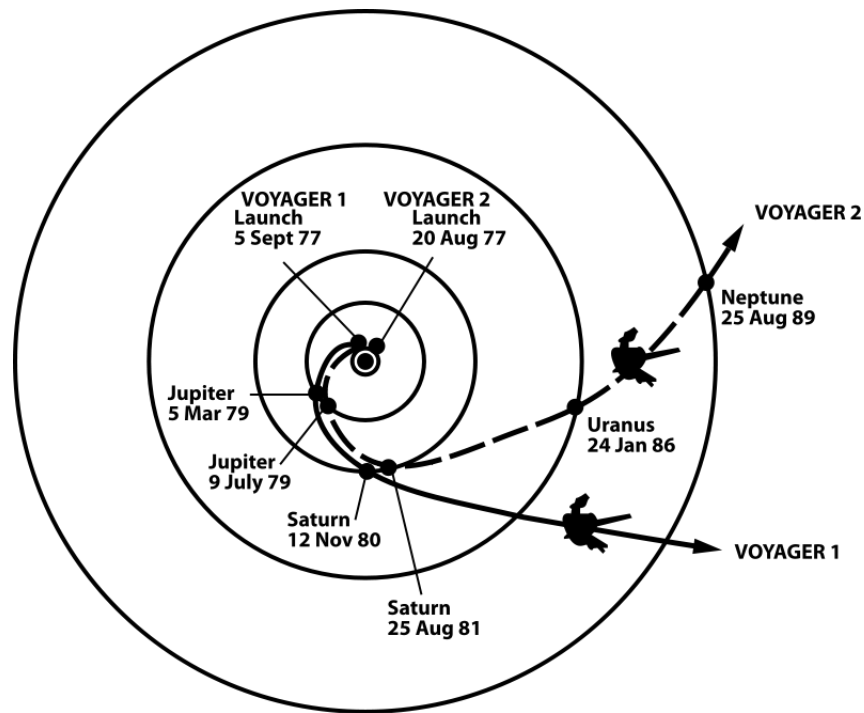 VOYAGER 1
Launch
5 Sept 77
VOYAGER 2
Launch
20 Aug 77
VOYAGER 2
Neptune
25 Aug 89
Jupiter
5 Mar 79
Uranus
24 Jan 86
Jupiter
9 July 79
Saturn
12 Nov 80
VOYAGER 1
Saturn
25 Aug 81